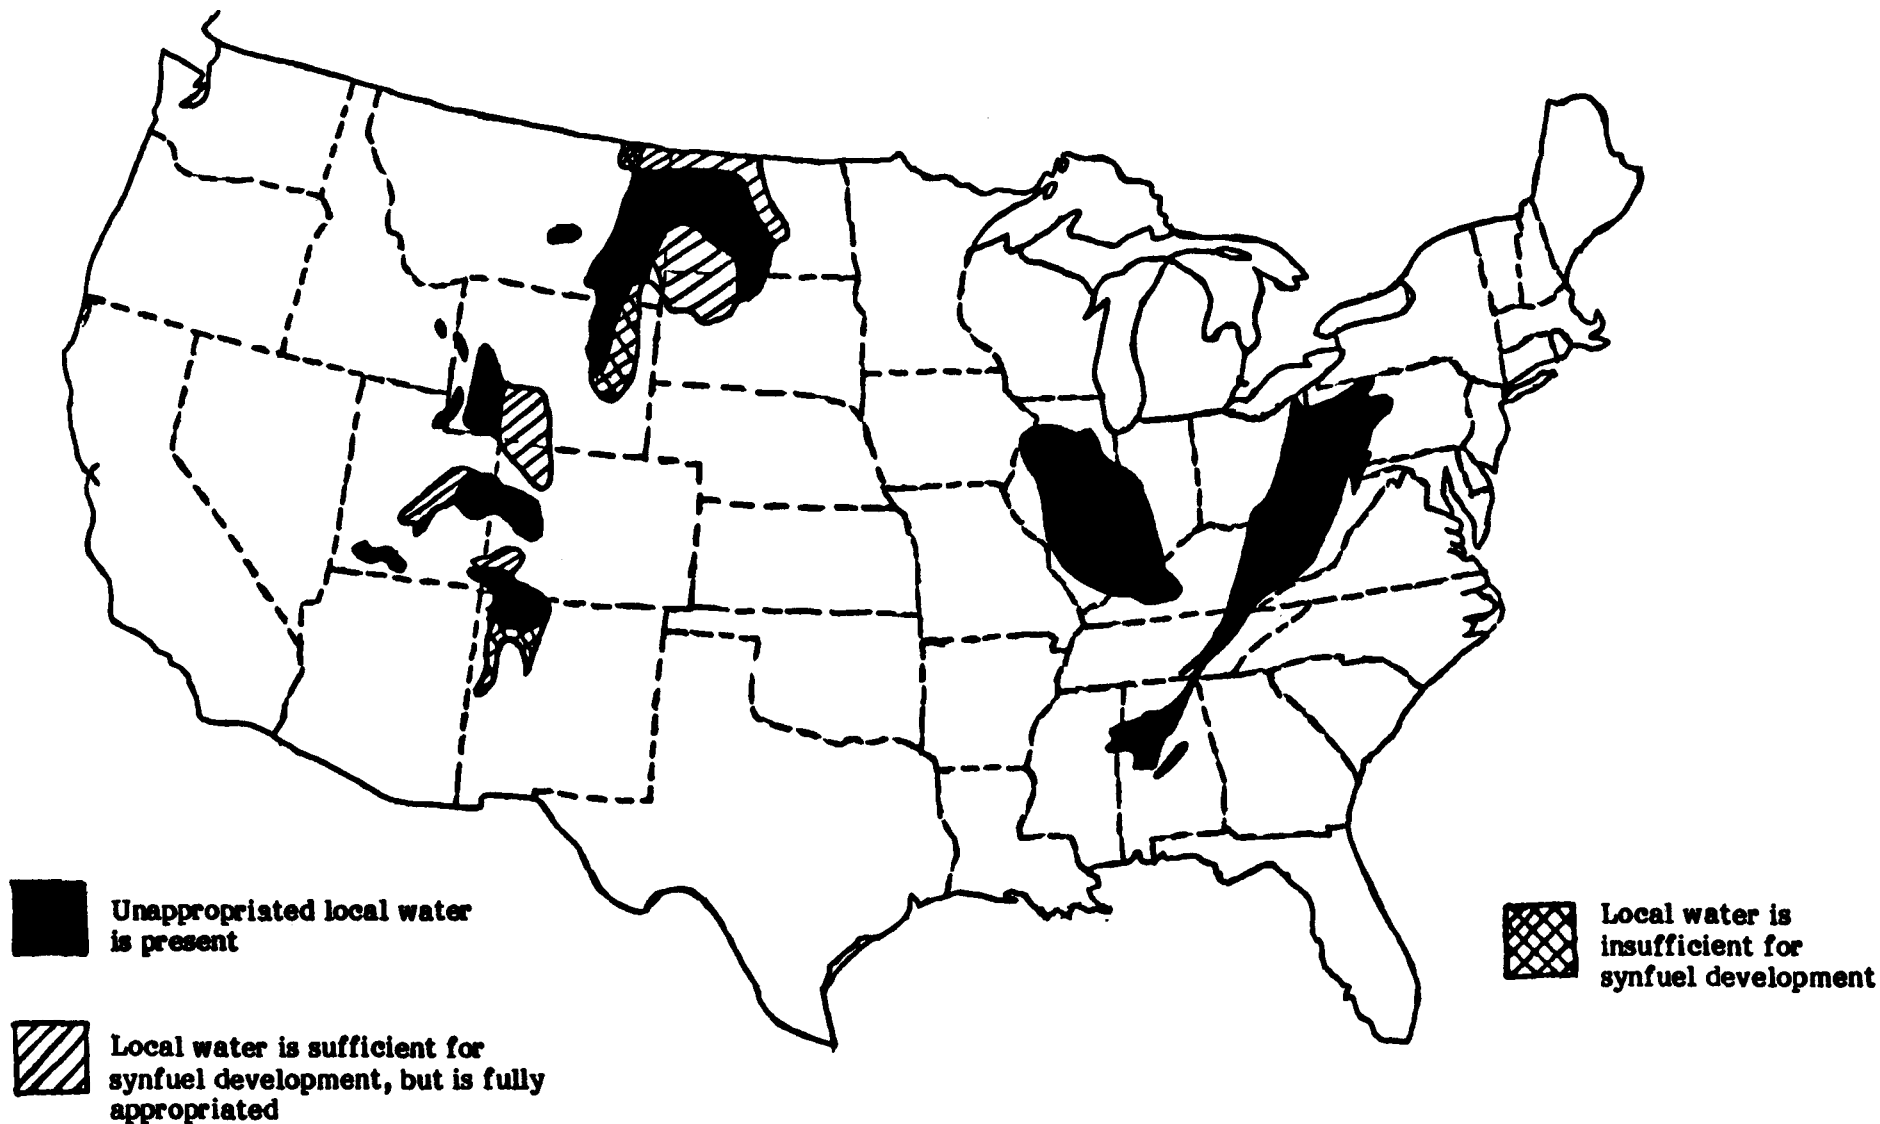 Unappropriated local water
is present
Local water is sufficient for
synfuel development, but is fully
appropriated
Local water is
insufficient for
synfuel development